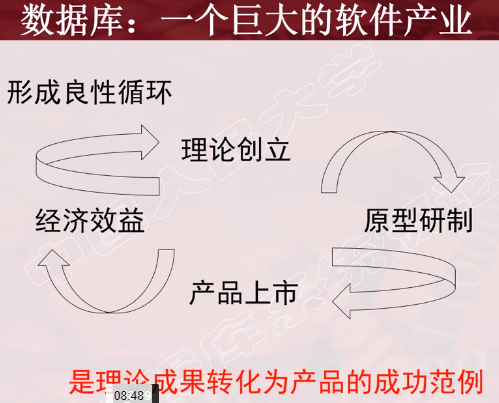 数据库：一个巨大的软件产业
形成良性循环
理论创立
经济效益
原型研制
产品上市
是理论成果转化为产品的成功范例
08:48